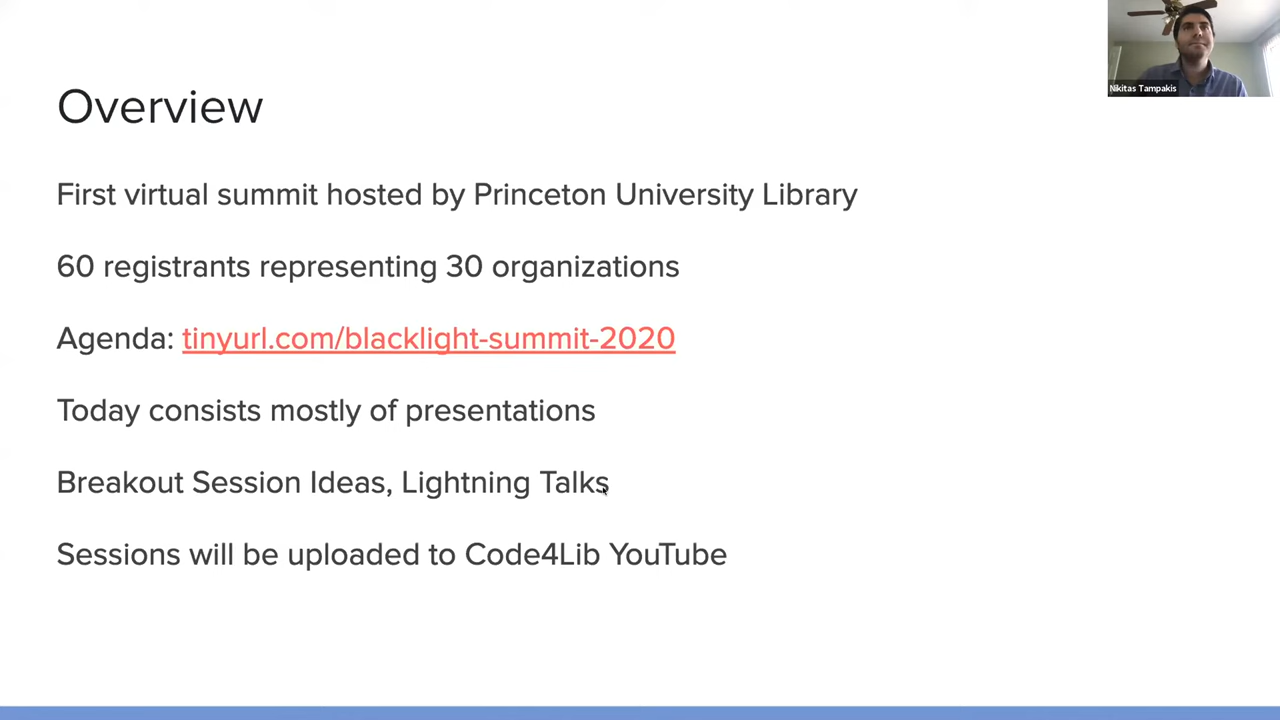 Nikitas Tampakis
Overview
First virtual summit hosted by Princeton University Library
60 registrants representing 30 organizations
Agenda: tinyurl.com/blacklight-summit-2020
Today consists mostly of presentations
Breakout Session Ideas, Lightning Talks
Sessions will be uploaded to Code4Lib YouTube